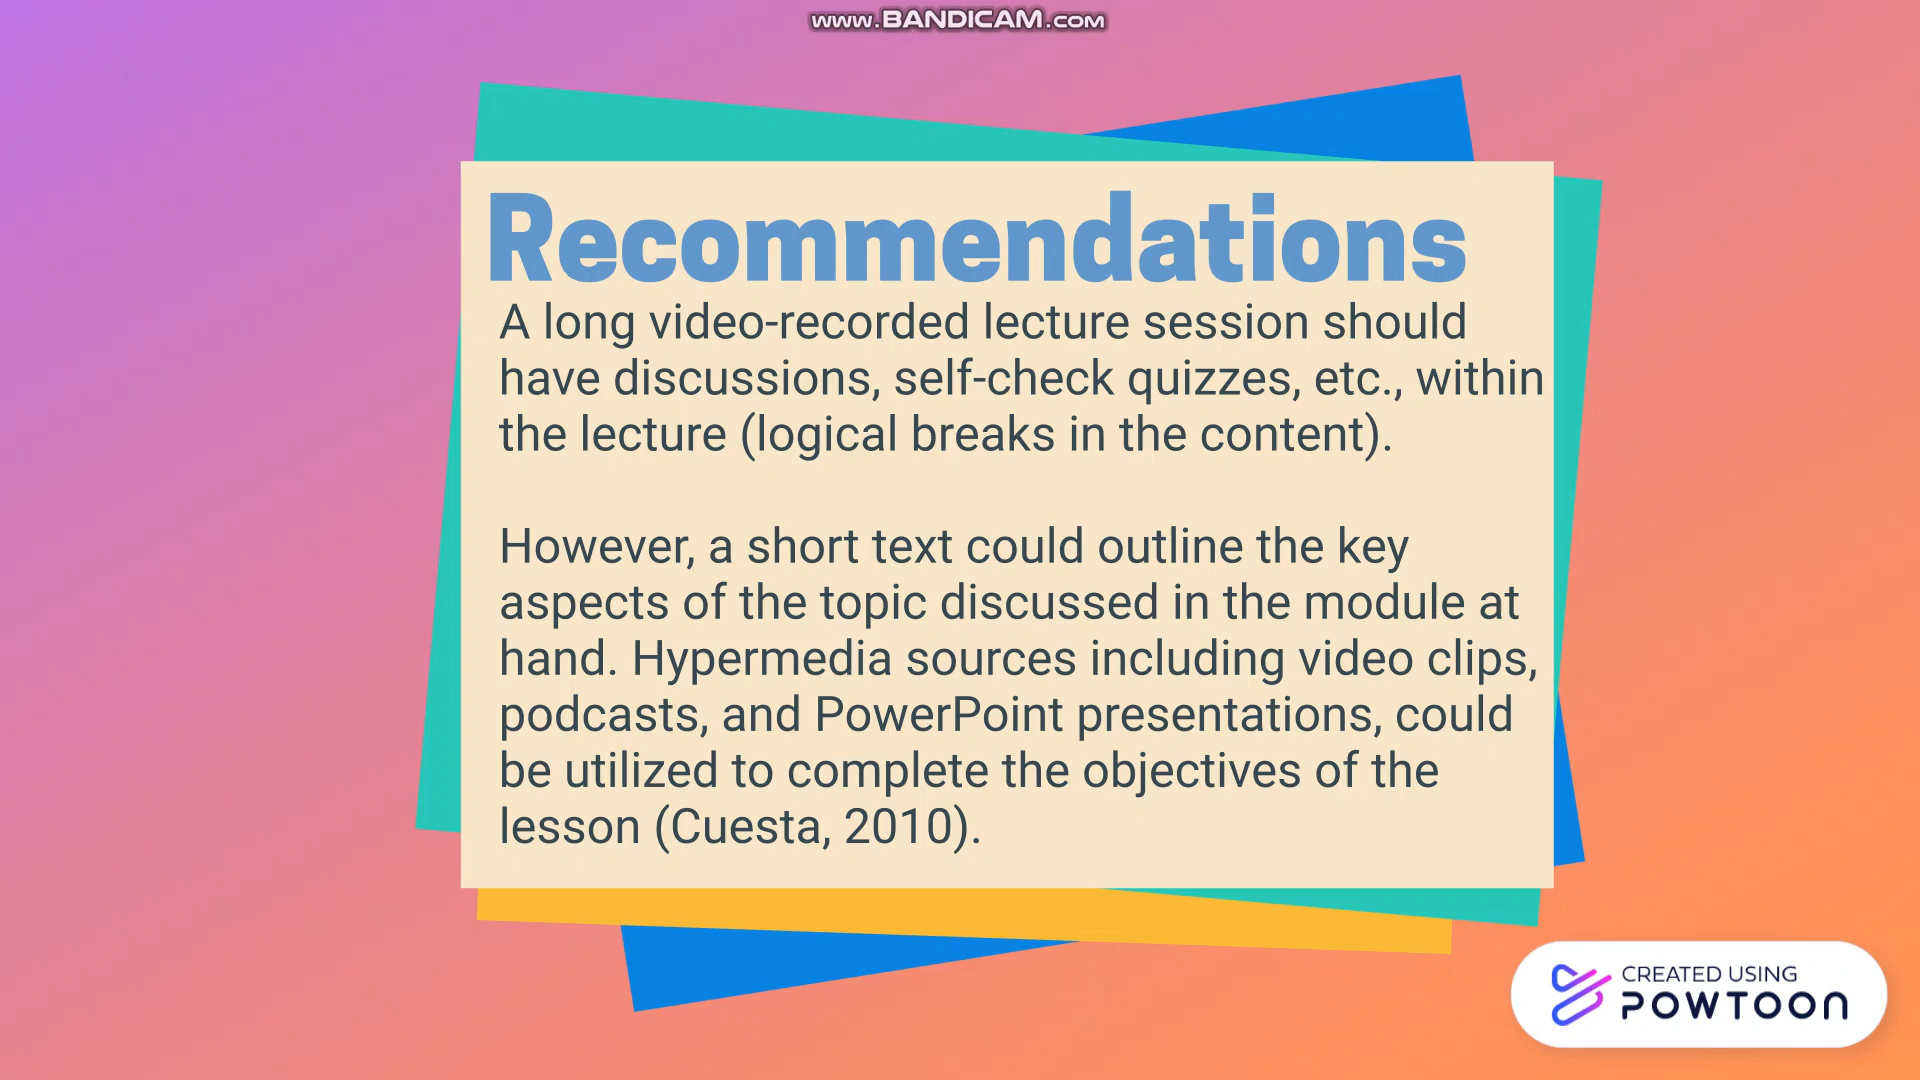 www.BANDICAM.com
Recommendations
A long video-recorded lecture session should
have discussions, self-check quizzes, etc., within
the lecture (logical breaks in the content).
However, a short text could outline the key
aspects of the topic discussed in the module at
hand. Hypermedia sources including video clips,
podcasts, and PowerPoint presentations, could
be utilized to complete the objectives of the
lesson (Cuesta, 2010).
CREATED USING
POWTOON